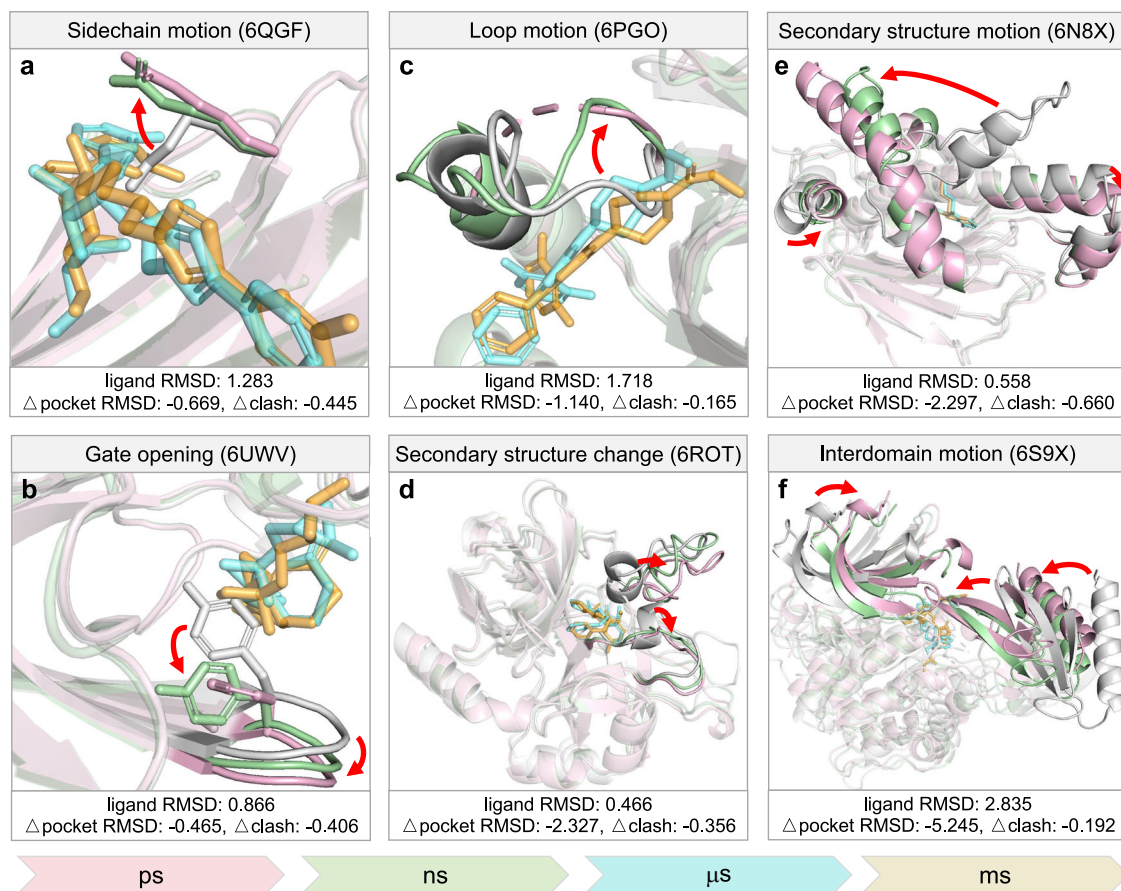 Sidechain motion (6QGF)
a
ligand RMSD: 1.283
△pocket RMSD: -0.669, △clash: -0.445
Loop motion (6PGO)
c
ligand RMSD: 1.718
△pocket RMSD: -1.140, △clash: -0.165
Secondary structure motion (6N8X)
e
ligand RMSD: 0.558
△pocket RMSD: -2.297, △clash: -0.660
Gate opening (6UWV)
b
ligand RMSD: 0.866
△pocket RMSD: -0.465, △clash: -0.406
Secondary structure change (6ROT)
d
ligand RMSD: 0.466
△pocket RMSD: -2.327, △clash: -0.356
Interdomain motion (6S9X)
f
ligand RMSD: 2.835
△pocket RMSD: -5.245, △clash: -0.192
ps
ns
μs
ms